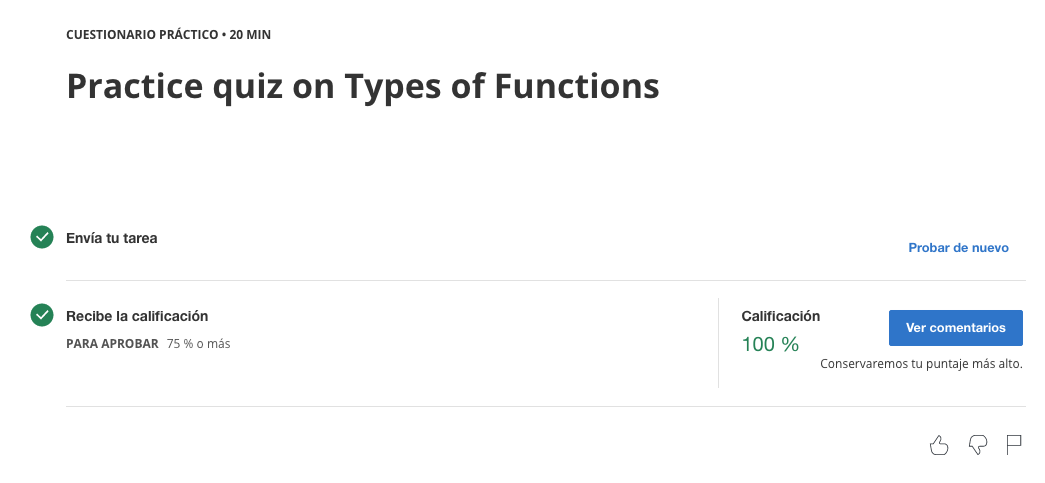 CUESTIONARIO PRÁCTICO • 20 MIN
Practice quiz on Types of Functions
Envía tu tarea
Probar de nuevo
Recibe la calificación
PARA APROBAR 75 % o más
Calificación
100 %
Ver comentarios
Conservaremos tu puntaje más alto.